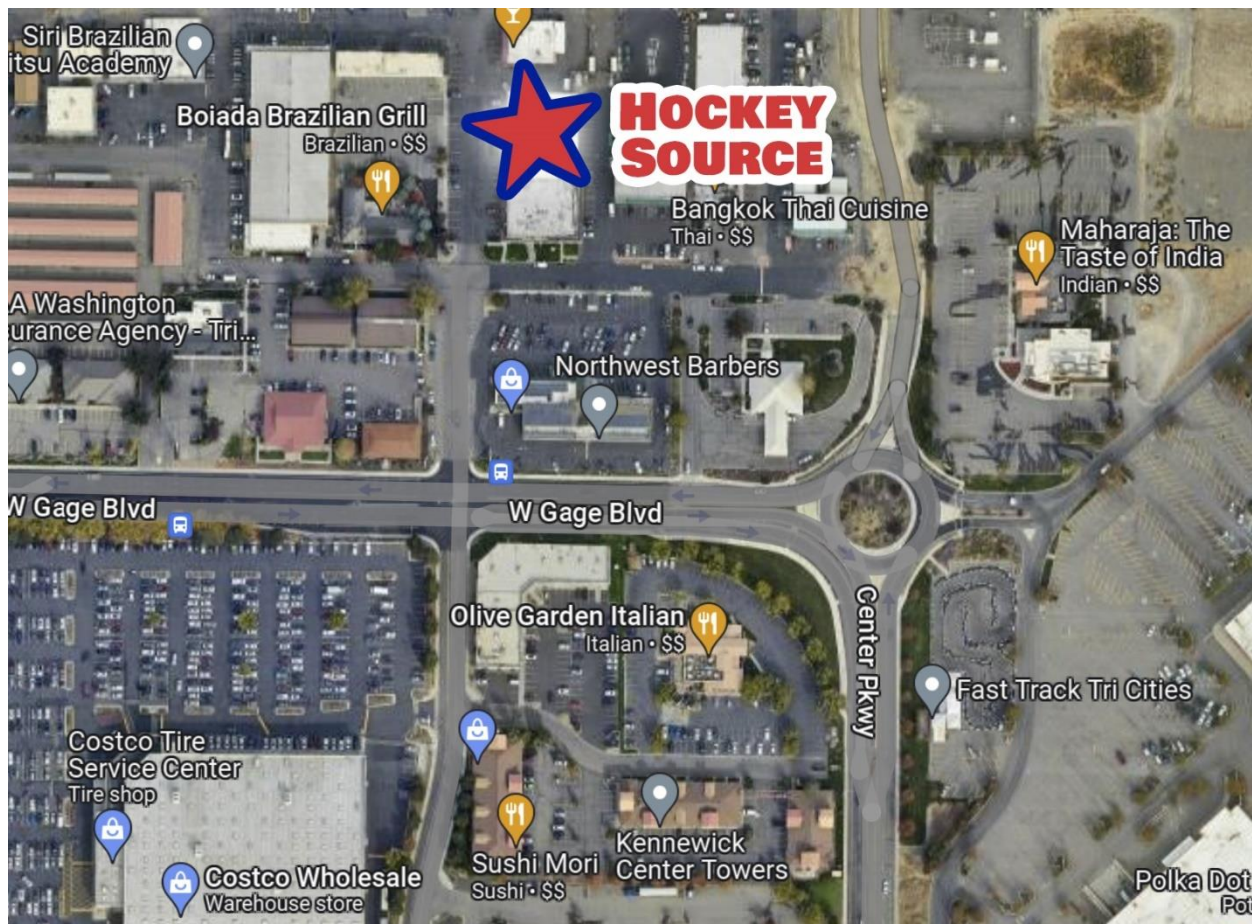 Siri Brazilian
itsu Academy
HOCKEY
SOURCE
Boiada Brazilian Grill
Brazilian • $$
Bangkok Thai Cuisine
Thai • $$
Maharaja: The
Taste of India
Indian • $$
A Washington
surance Agency - Tri...
Northwest Barbers
W Gage Blvd
W Gage Blvd
Olive Garden Italian
Italian • $$
Center Pkwy
Fast Track Tri Cities
Costco Tire
Service Center
Tire shop
Sushi Mori
Sushi • $$
Kennewick
Center Towers
Costco Wholesale
Warehouse store
Polka Dot
Pot